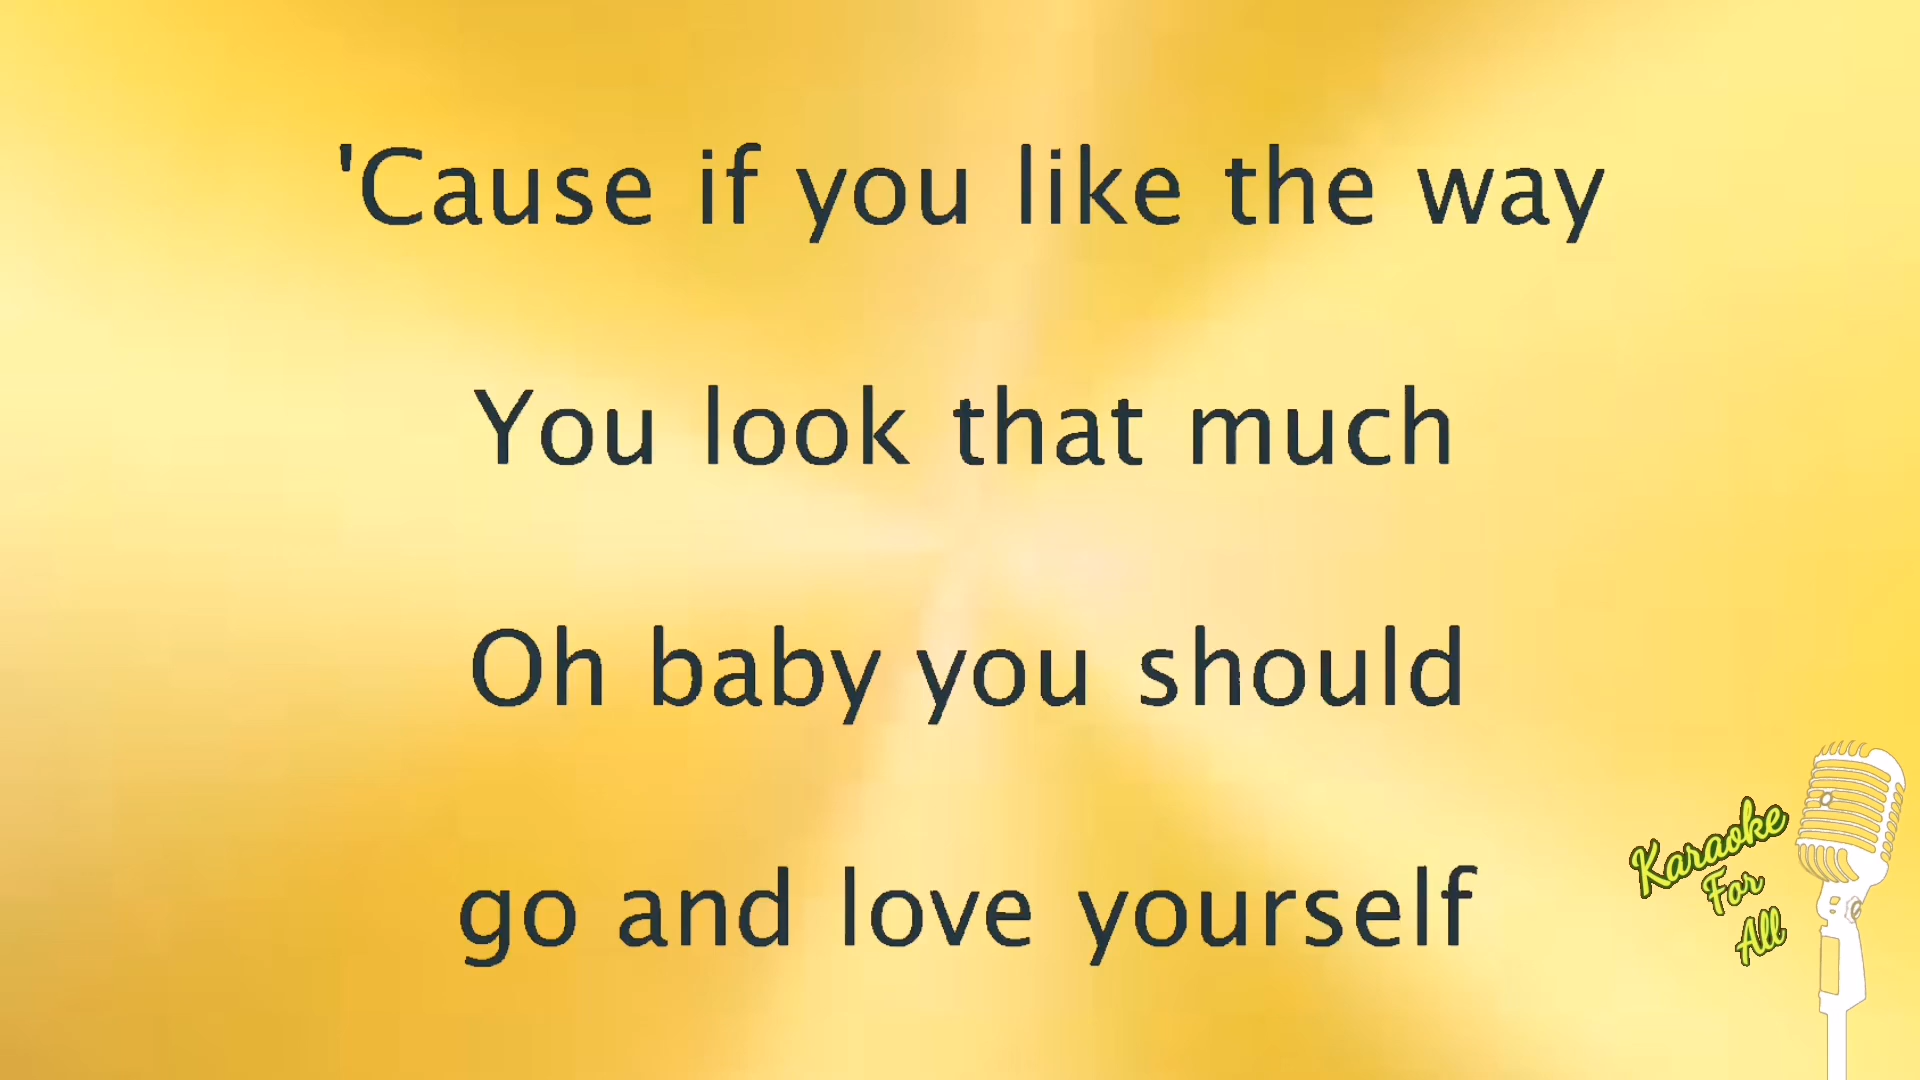 'Cause if you like the way
You look that much
Oh baby you should
go and love yourself
Karaoke
For
All